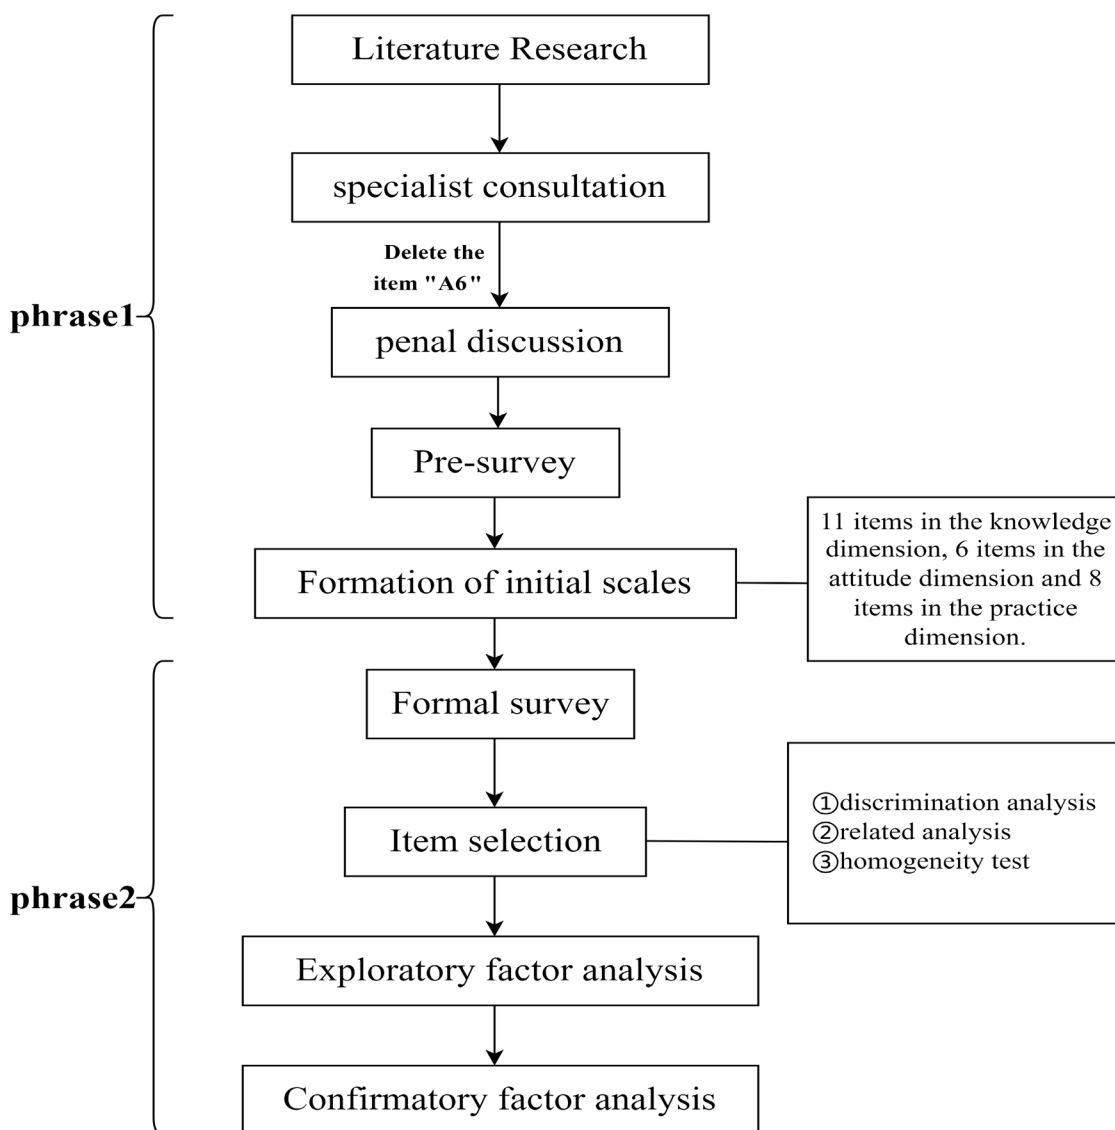 Literature Research
specialist consultation
Delete the
item "A6"
phrase1
penal discussion
Pre-survey
11 items in the knowledge
dimension, 6 items in the
attitude dimension and 8
items in the practice
dimension.
Formation of initial scales
Formal survey
①discrimination analysis
②related analysis
③homogeneity test
Item selection
phrase2
Exploratory factor analysis
Confirmatory factor analysis